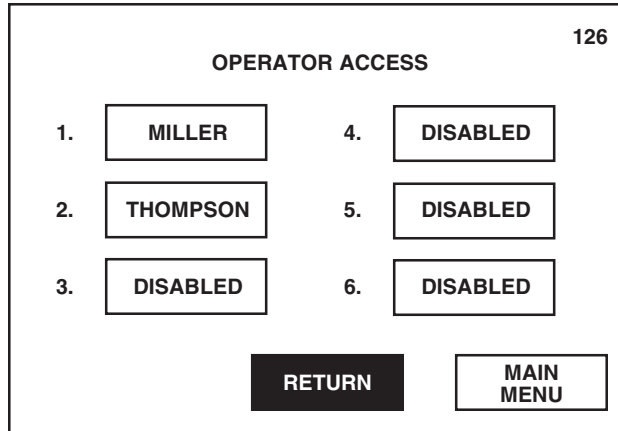 126
OPERATOR ACCESS
1. MILLER
4. DISABLED
2. THOMPSON
5. DISABLED
3. DISABLED
6. DISABLED
RETURN
MAIN
MENU